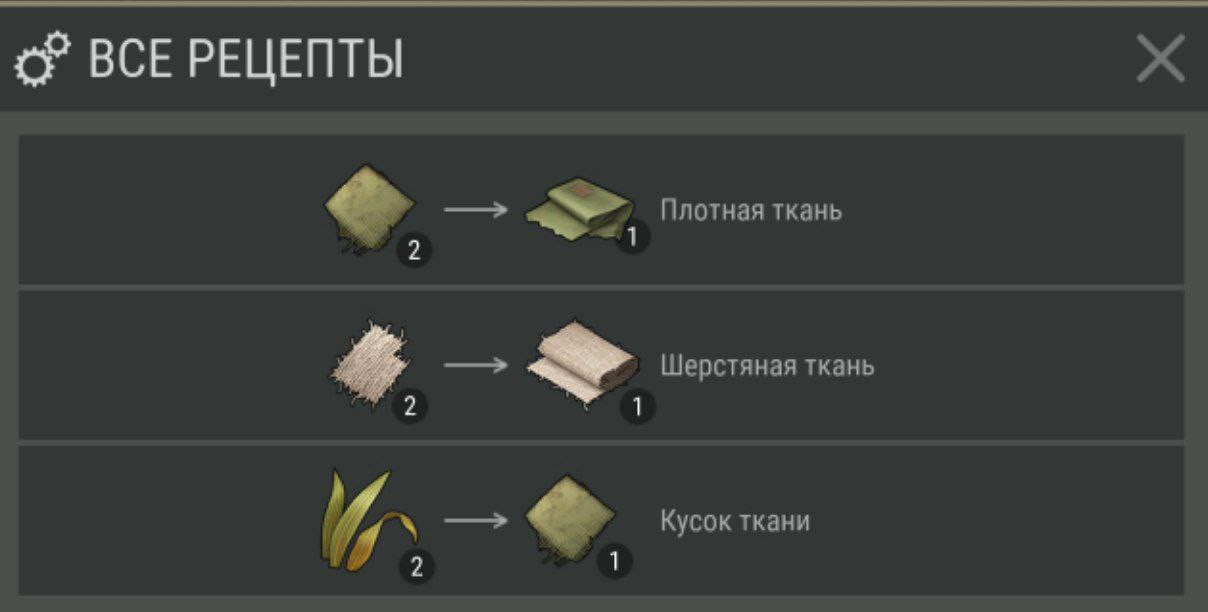 ВСЕ РЕЦЕПТЫ
2 1 Плотная ткань
2 1 Шерстяная ткань
2 1 Кусок ткани